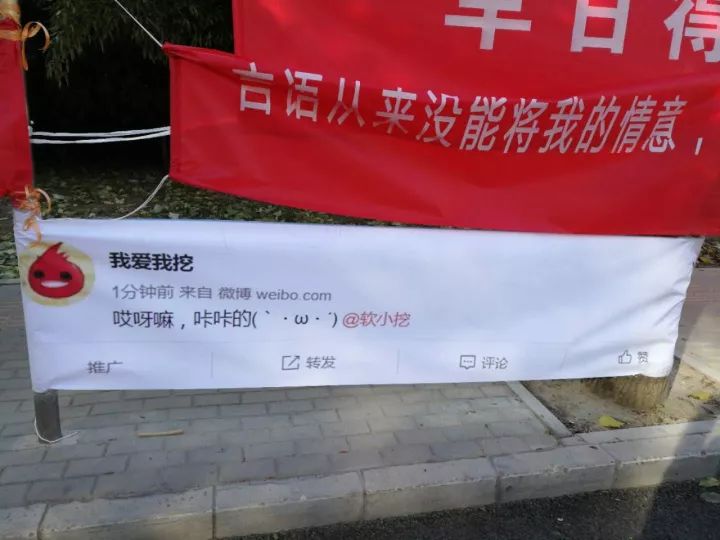 早日得
言语从来没能将我的情意，
我爱我挖
1分钟前 来自 微博 weibo com
哎呀嘛，咔咔的(｀・ω・´) @软小挖
推广 转发 评论 赞